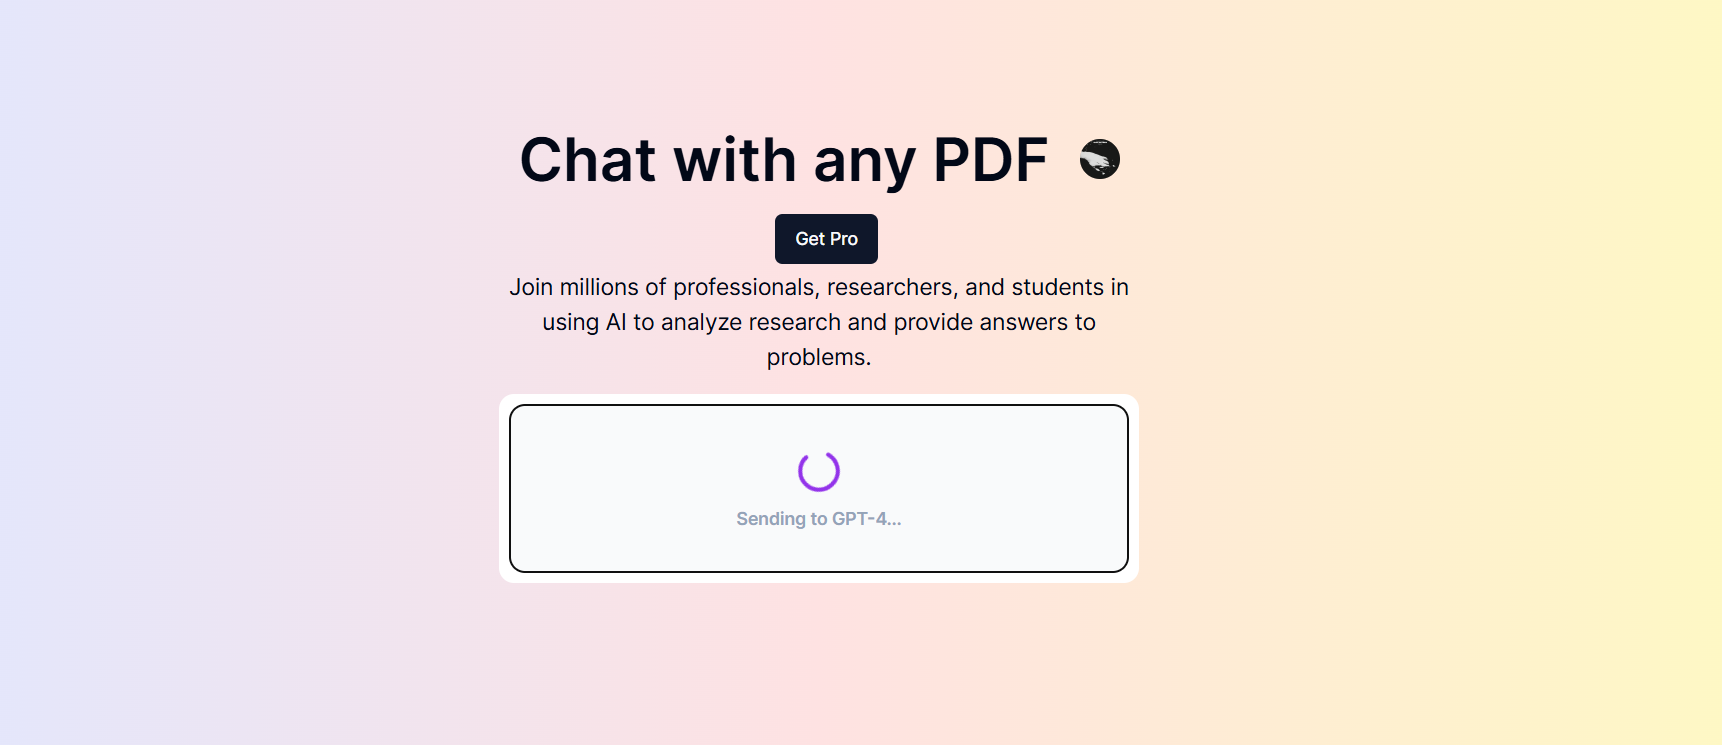 Chat with any PDF
Get Pro
Join millions of professionals, researchers, and students in
using AI to analyze research and provide answers to
problems.
Sending to GPT-4...